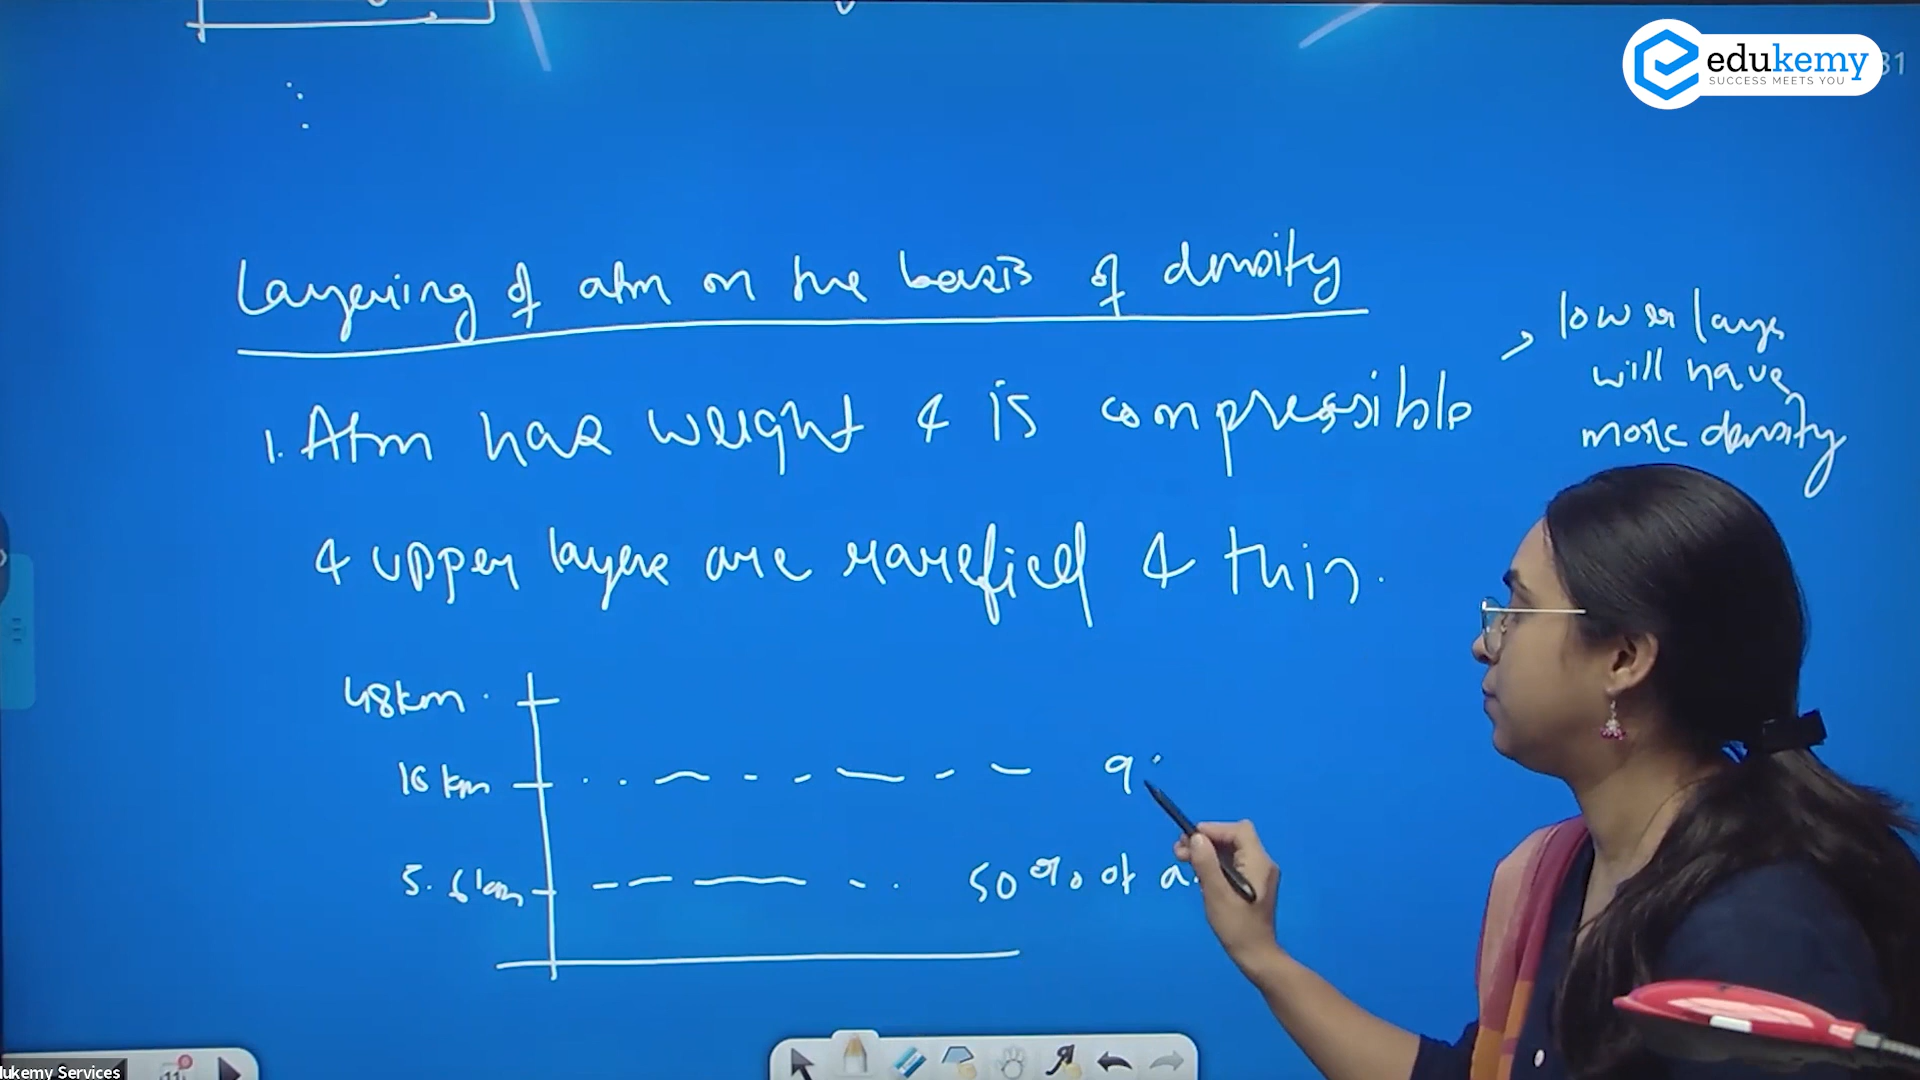 edukemy
SUCCESS MEETS YOU
31
Layering of atm on the basis of density
1. Atm has weight & is compressible
→ lower layers
will have
more density
& upper layers are rarefied & thin.
48km
16 km
9
5.6km
50% of a
dukemy Services